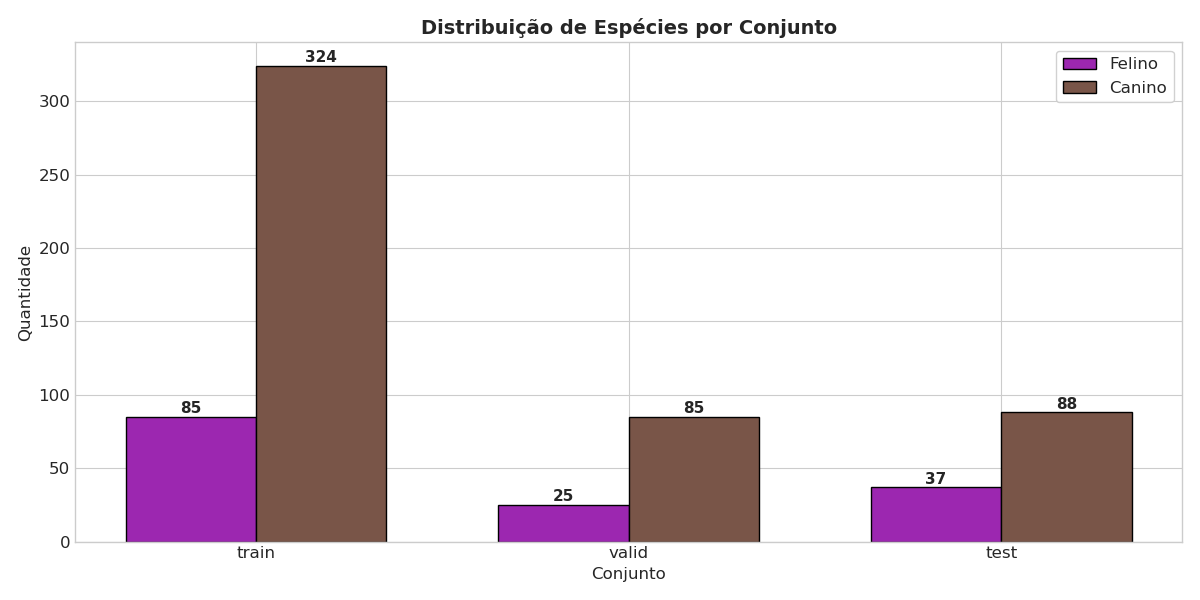 Distribuição de Espécies por Conjunto
Felino
Canino
Quantidade
300
250
200
150
100
50
0
85
324
25
85
37
88
train
valid
test
Conjunto